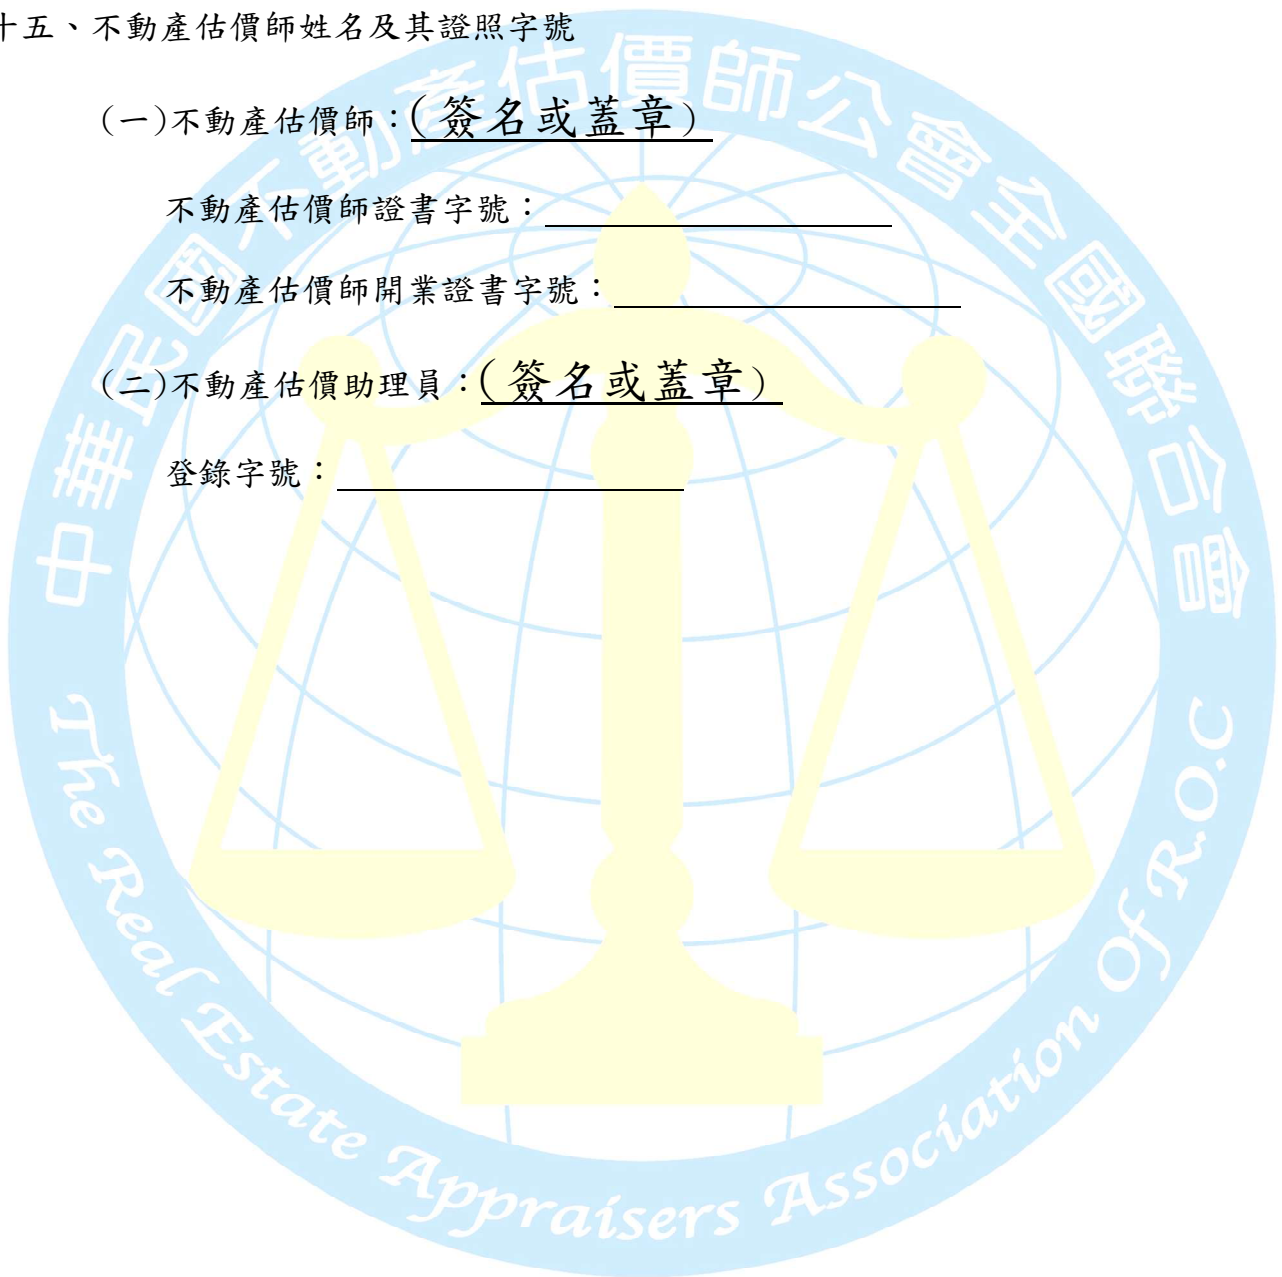 十五、不動產估價師姓名及其證照字號
(一)不動產估價師：(簽名或蓋章)
不動產估價師證書字號：
不動產估價師開業證書字號：
(二)不動產估價助理員：(簽名或蓋章)
登錄字號：
中華民國不動產估價師公會全國聯合會
The Real Estate Appraisers Association Of R.O.C